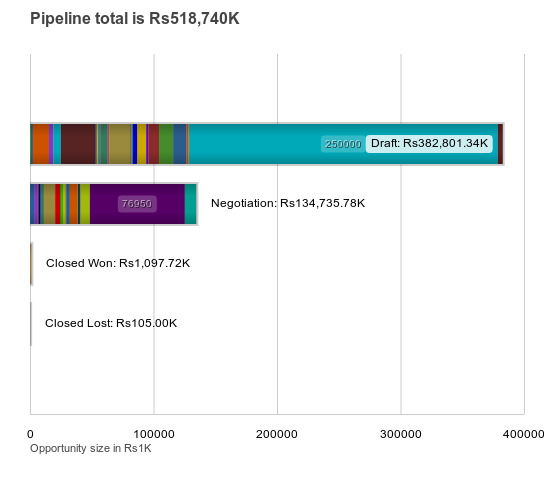 Pipeline total is Rs518,740K
250000 Draft: Rs382,801.34K
76950 Negotiation: Rs134,735.78K
Closed Won: Rs1,097.72K
Closed Lost: Rs105.00K
0 100000 200000 300000 400000
Opportunity size in Rs1K